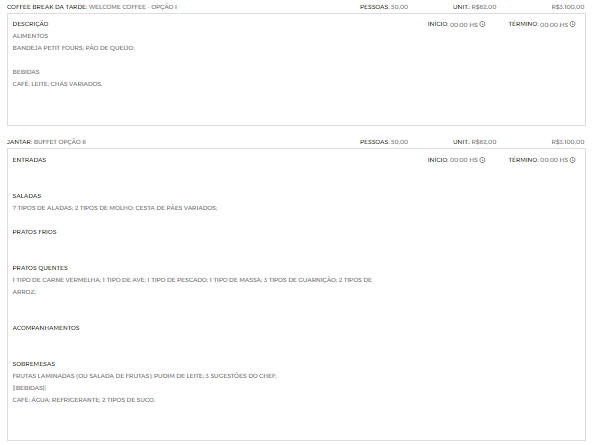 COFFEE BREAK DA TARDE: WELCOME COFFEE - OPÇÃO I PESSOAS: 50,00 UNIT.: R$62,00 R$3.100,00
DESCRIÇÃO INÍCIO: 00:00 HS TÉRMINO: 00:00 HS
ALIMENTOS
BANDEJA PETIT FOURS; PÃO DE QUEIJO;
BEBIDAS
CAFÉ; LEITE; CHÁS VARIADOS.
JANTAR: BUFFET OPÇÃO II PESSOAS: 50,00 UNIT.: R$62,00 R$3.100,00
ENTRADAS INÍCIO: 00:00 HS TÉRMINO: 00:00 HS
SALADAS
7 TIPOS DE ALADAS; 2 TIPOS DE MOLHO; CESTA DE PÃES VARIADOS;
PRATOS FRIOS
PRATOS QUENTES
1 TIPO DE CARNE VERMELHA; 1 TIPO DE AVE; 1 TIPO DE PESCADO; 1 TIPO DE MASSA; 3 TIPOS DE GUARNIÇÃO; 2 TIPOS DE
ARROZ;
ACOMPANHAMENTOS
SOBREMESAS
FRUTAS LAMINADAS (OU SALADA DE FRUTAS); PUDIM DE LEITE; 3 SUGESTÕES DO CHEF;
[[BEBIDAS]]
CAFÉ; ÁGUA; REFRIGERANTE; 2 TIPOS DE SUCO.